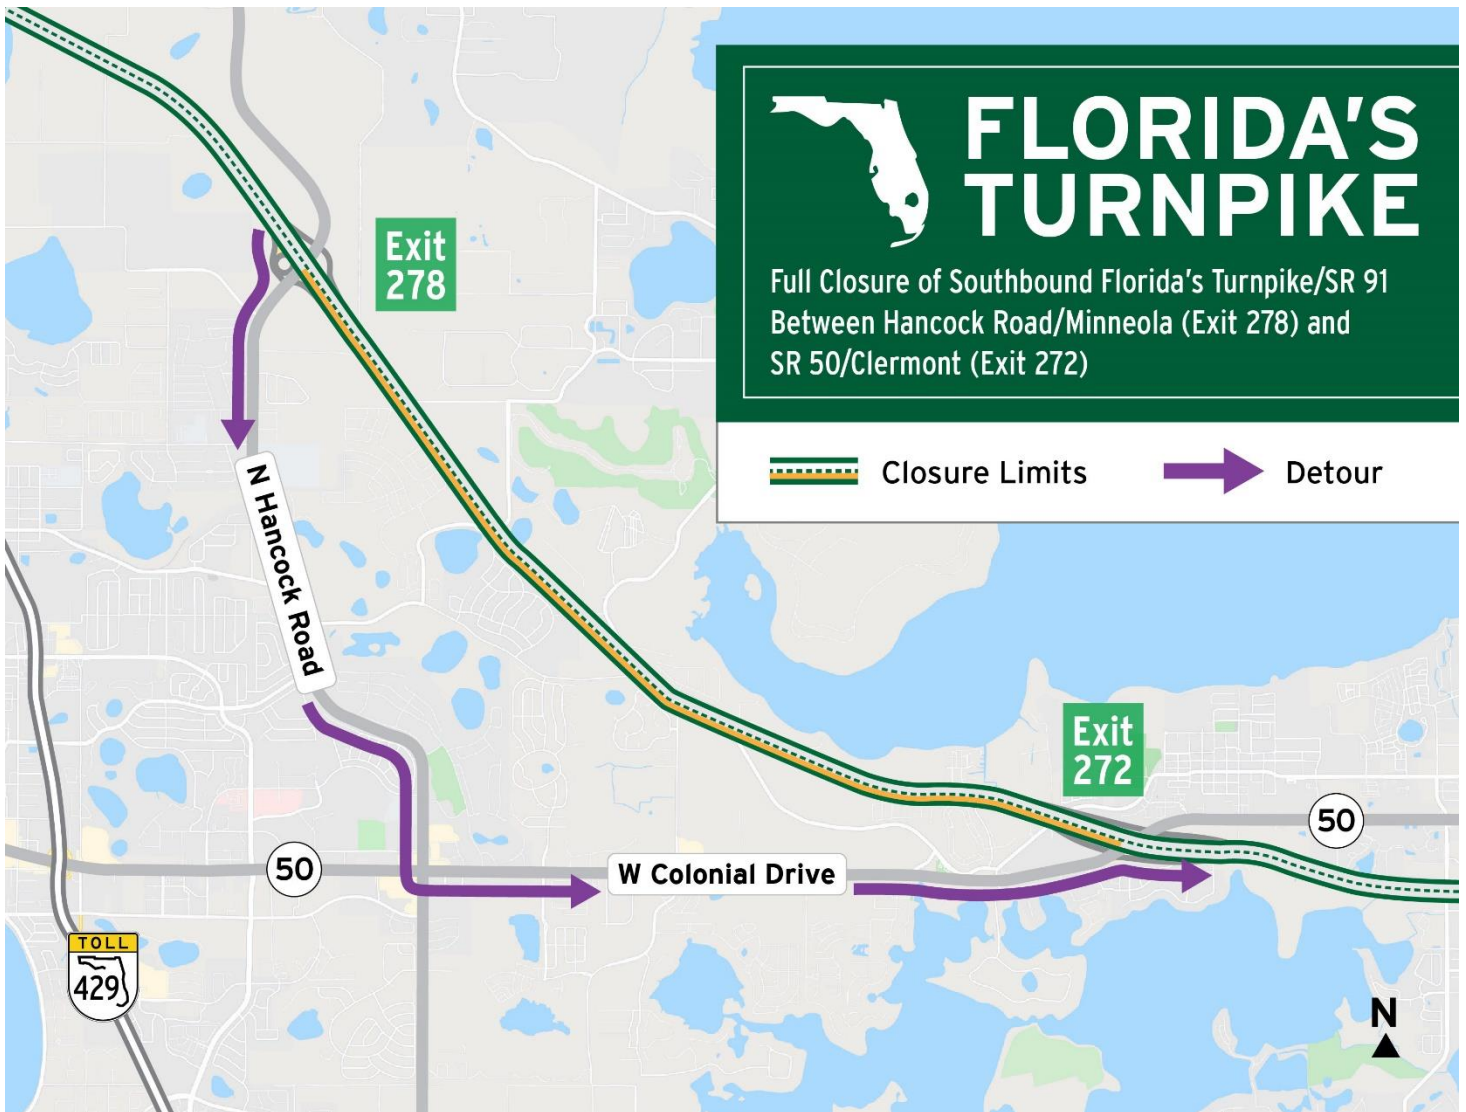 FLORIDA'S
TURNPIKE
Full Closure of Southbound Florida's Turnpike/SR 91
Between Hancock Road/Minneola (Exit 278) and
SR 50/Clermont (Exit 272)
Closure Limits
Detour
Exit
278
N Hancock Road
Exit
272
50
50
W Colonial Drive
TOLL
429
N